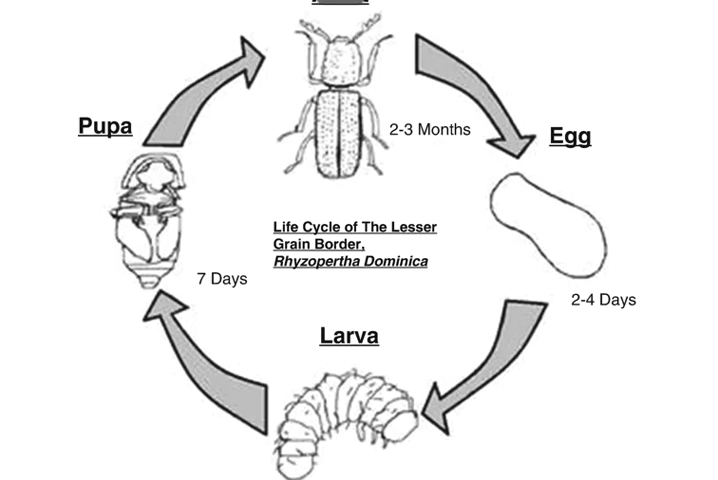 2-3 Months
Pupa
Egg
Life Cycle of The Lesser
Grain Border,
Rhyzopertha Dominica
7 Days
2-4 Days
Larva